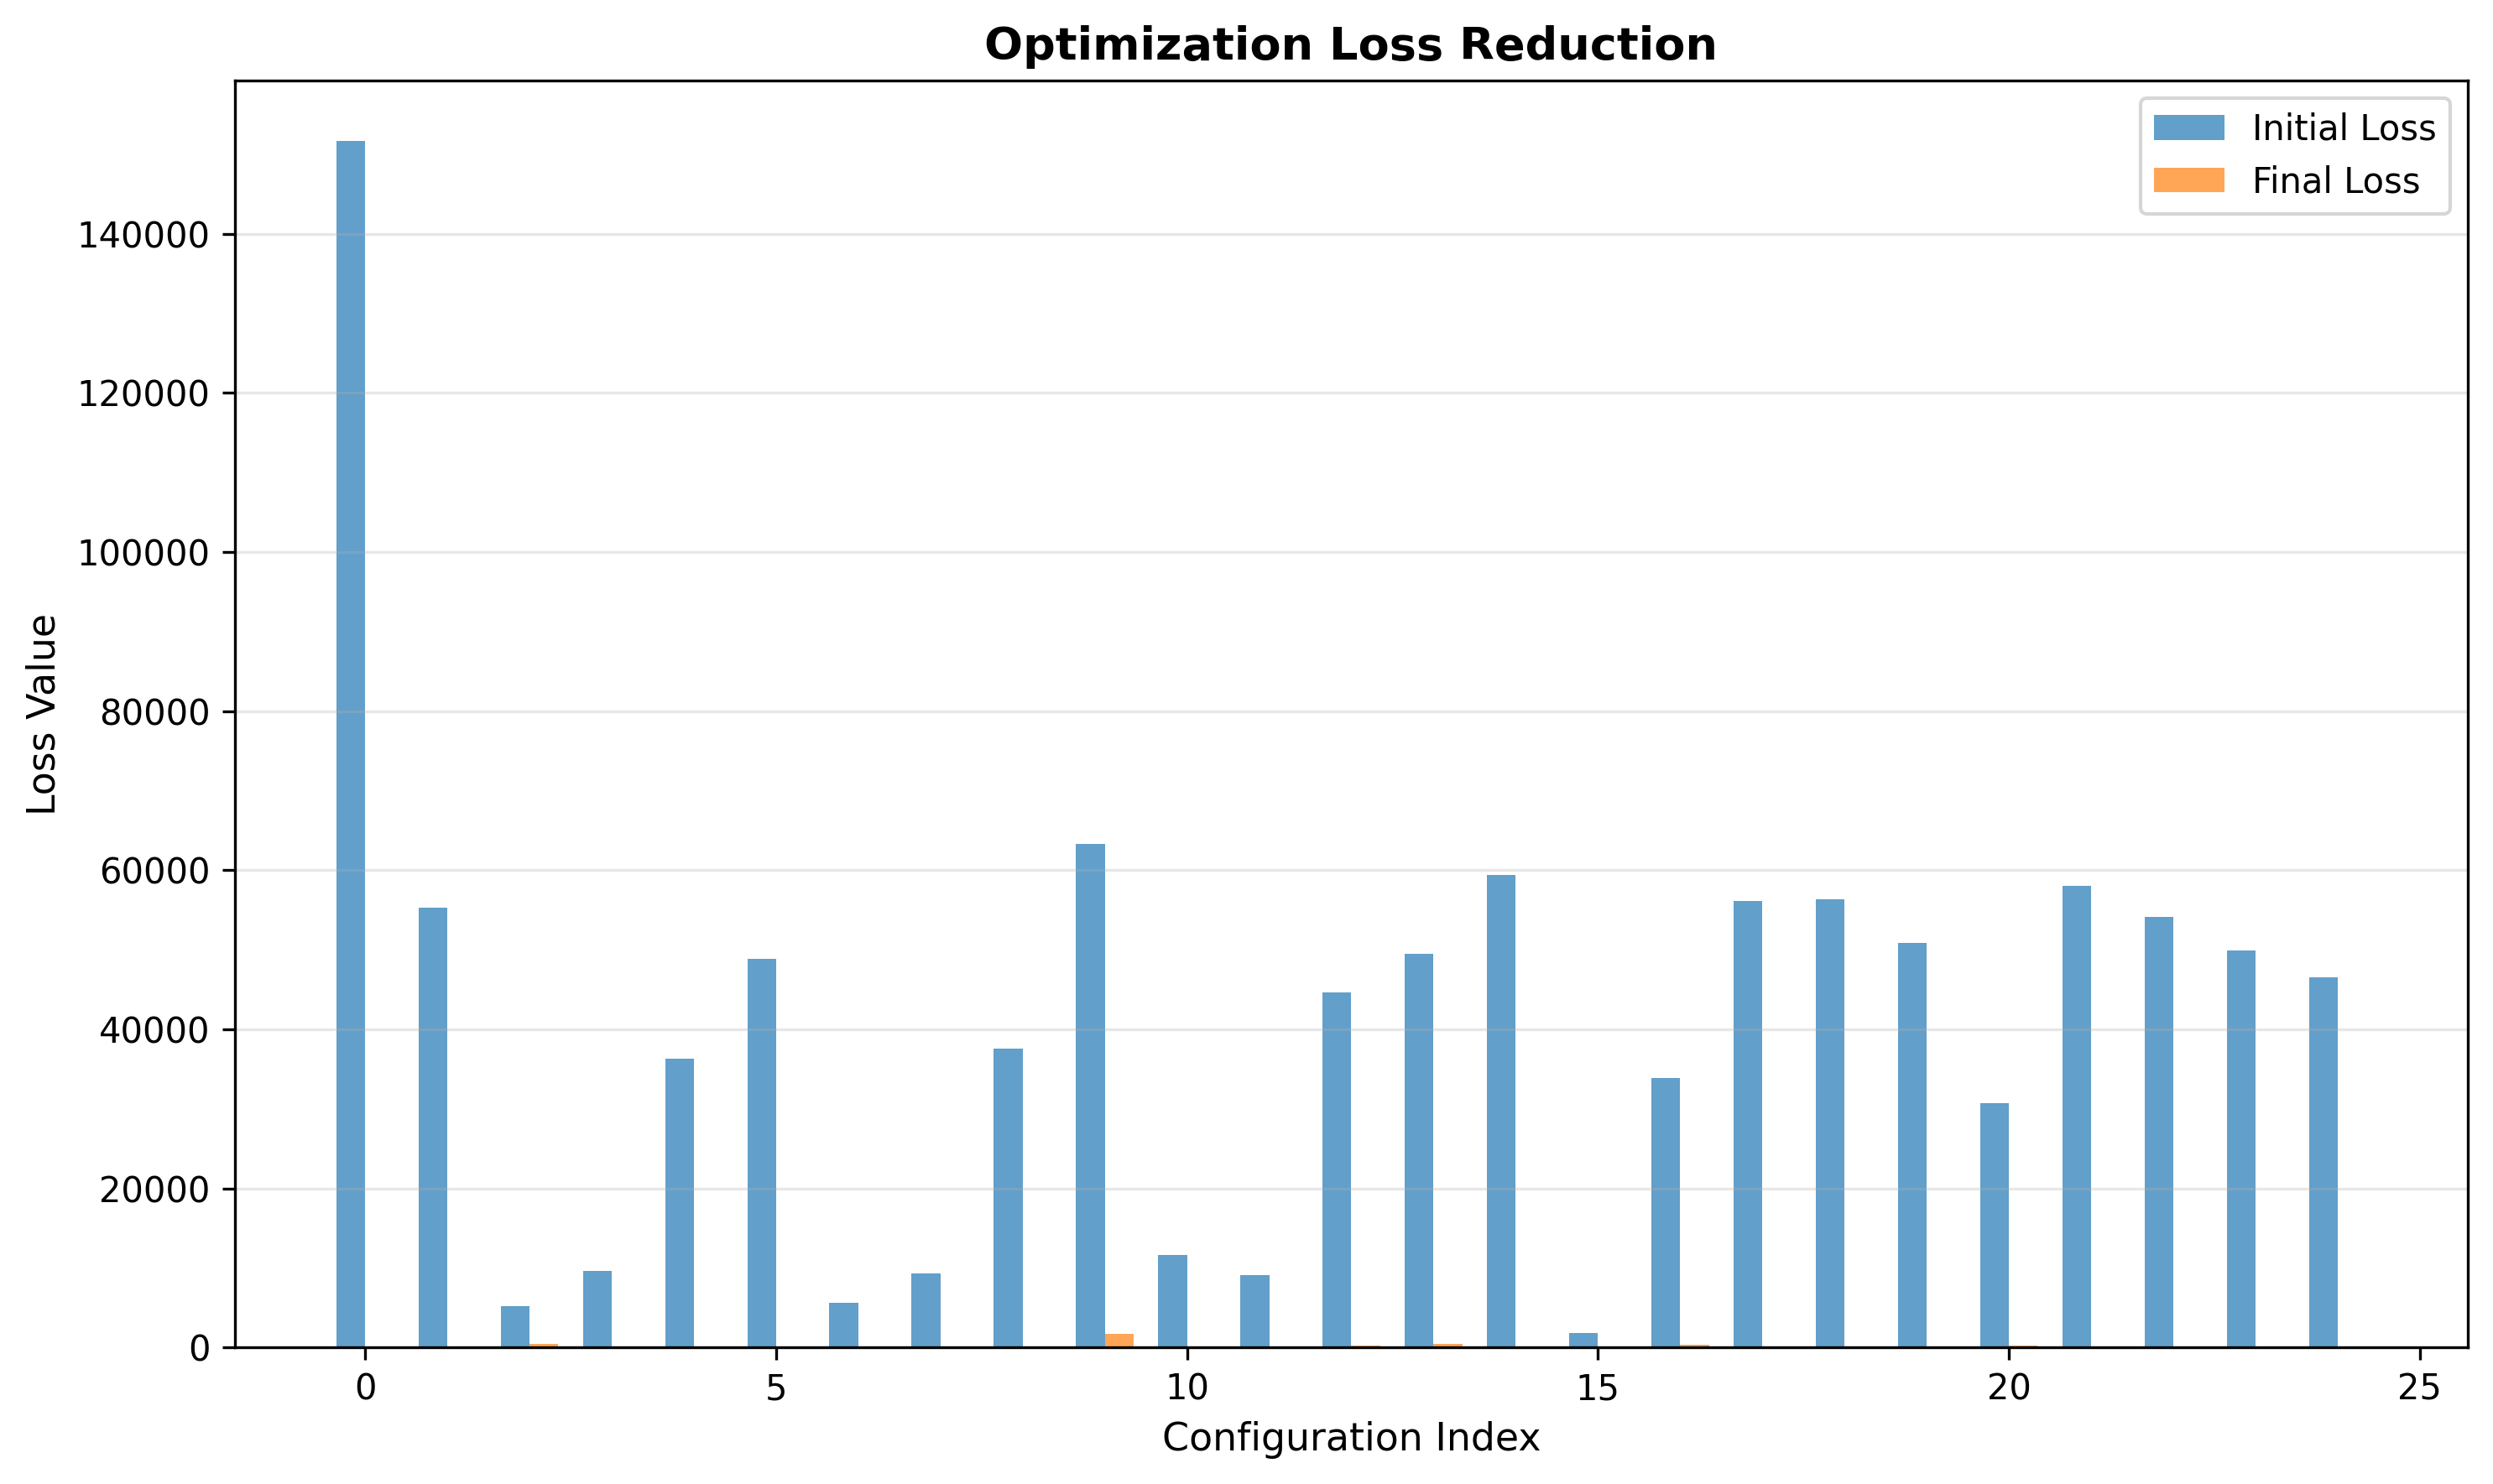 Optimization Loss Reduction
Initial Loss
Final Loss
Loss Value
140000
120000
100000
80000
60000
40000
20000
0
0 5 10 15 20 25
Configuration Index